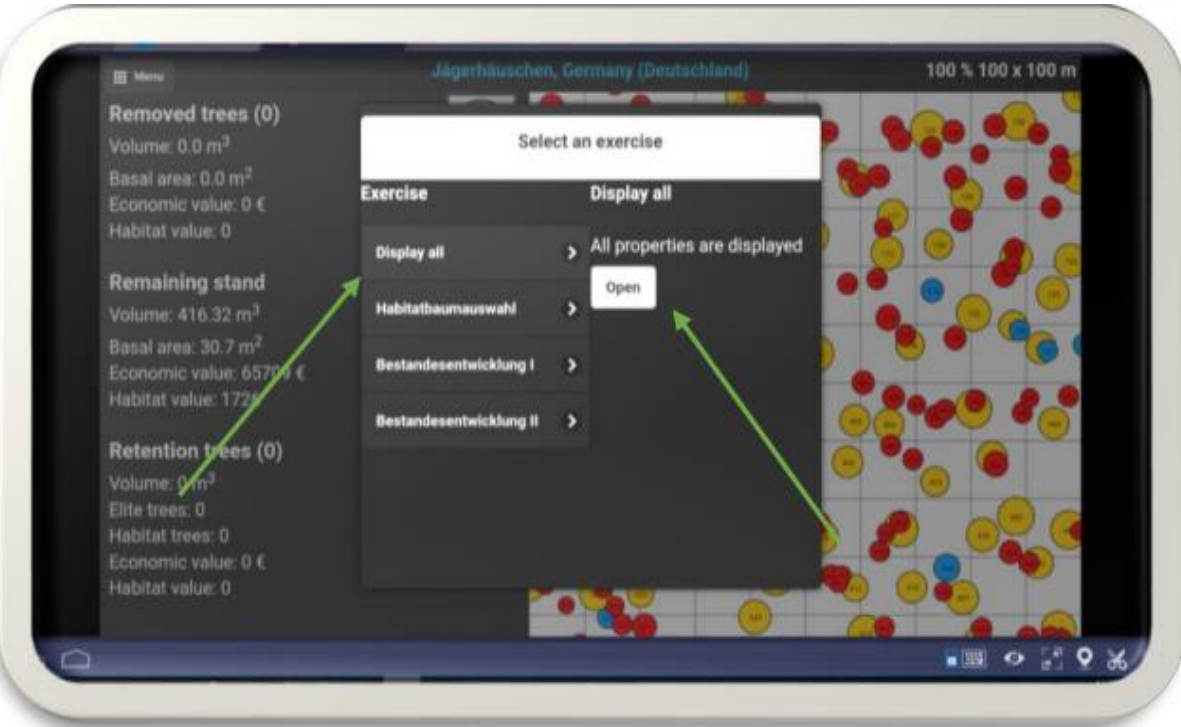 Menu
Jägerhäuschen, Germany (Deutschland)
100 % 100 x 100 m
Removed trees (0)
Volume: 0.0 m³
Basal area: 0.0 m²
Economic value: 0 €
Habitat value: 0
Remaining stand
Volume: 416.32 m³
Basal area: 30.7 m²
Economic value: €
Habitat value:
Retention trees (0)
Volume: 0 m³
Elite trees: 0
Habitat trees: 0
Economic value: 0 €
Habitat value: 0
Select an exercise
Exercise
Display all
Habitatbaumauswahl
Bestandesentwicklung I
Bestandesentwicklung II
Display all
All properties are displayed
Open